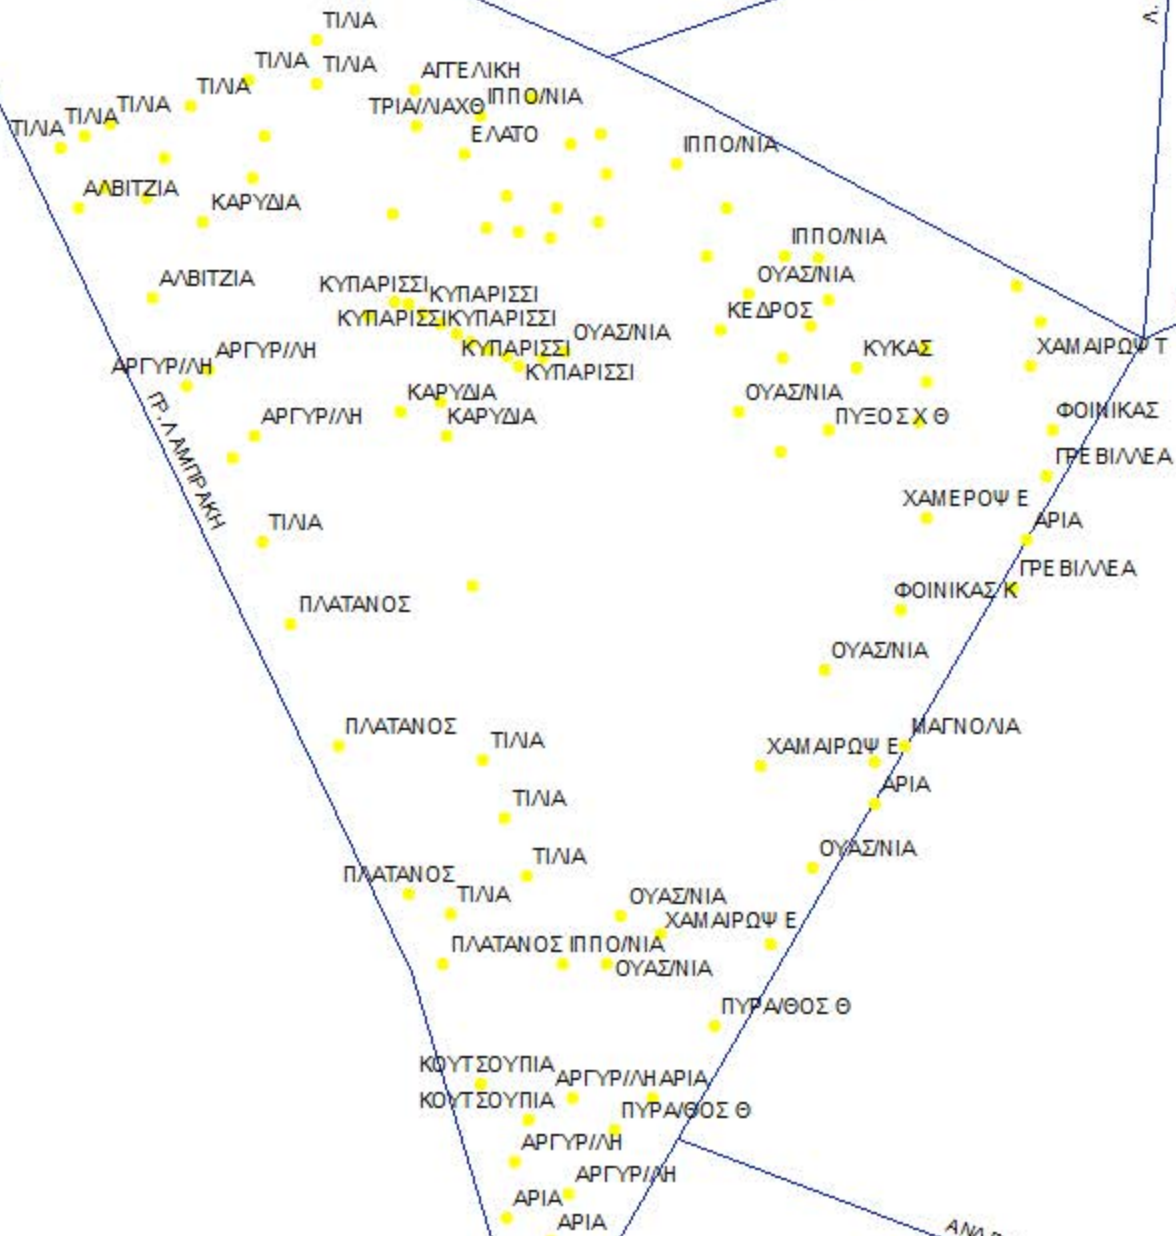 ΤΙΛΙΑ
ΤΙΛΙΑ
ΤΙΛΙΑ
ΑΓΓΕΛΙΚΗ
ΤΙΛΙΑ
ΙΠΠΟ/ΝΙΑ
ΤΙΛΙΑ
ΤΡΙΑ/ΛΙΑΧΘ
ΤΙΛΙΑ
ΤΙΛΙΑ
ΕΛΑΤΟ
ΙΠΠΟ/ΝΙΑ
ΑΛΒΙΤΖΙΑ
ΚΑΡΥΔΙΑ
ΙΠΠΟ/ΝΙΑ
ΑΛΒΙΤΖΙΑ
ΟΥΑΣ/ΝΙΑ
ΚΥΠΑΡΙΣΣΙ
ΚΥΠΑΡΙΣΣΙ
ΚΕΔΡΟΣ
ΚΥΠΑΡΙΣΣΙ
ΚΥΠΑΡΙΣΣΙ
ΟΥΑΣ/ΝΙΑ
ΑΡΓΥΡ/ΛΗ
ΚΥΠΑΡΙΣΣΙ
ΚΥΚΑΣ
ΧΑΜΑΙΡΩΨ Τ
ΑΡΓΥΡ/ΛΗ
ΚΥΠΑΡΙΣΣΙ
ΚΑΡΥΔΙΑ
ΟΥΑΣ/ΝΙΑ
ΑΡΓΥΡ/ΛΗ
ΚΑΡΥΔΙΑ
ΠΥΞΟΣ Χ Θ
ΦΟΙΝΙΚΑΣ
ΓΡ. ΛΑΜΠΡΑΚΗ
ΓΡΕΒΙΛΛΕΑ
ΧΑΜΕΡΟΨ Ε
ΤΙΛΙΑ
ΑΡΙΑ
ΓΡΕΒΙΛΛΕΑ
ΦΟΙΝΙΚΑΣ Κ
ΠΛΑΤΑΝΟΣ
ΟΥΑΣ/ΝΙΑ
ΠΛΑΤΑΝΟΣ
ΜΑΓΝΟΛΙΑ
ΤΙΛΙΑ
ΧΑΜΑΙΡΩΨ Ε
ΑΡΙΑ
ΤΙΛΙΑ
ΟΥΑΣ/ΝΙΑ
ΤΙΛΙΑ
ΠΛΑΤΑΝΟΣ
ΤΙΛΙΑ
ΟΥΑΣ/ΝΙΑ
ΧΑΜΑΙΡΩΨ Ε
ΠΛΑΤΑΝΟΣ
ΙΠΠΟ/ΝΙΑ
ΟΥΑΣ/ΝΙΑ
ΠΥΡΑ/ΘΟΣ Θ
ΚΟΥΤΣΟΥΠΙΑ
ΑΡΓΥΡ/ΛΗ
ΑΡΙΑ
ΚΟΥΤΣΟΥΠΙΑ
ΠΥΡΑ/ΘΟΣ Θ
ΑΡΓΥΡ/ΛΗ
ΑΡΓΥΡ/ΛΗ
ΑΡΙΑ
ΑΡΙΑ